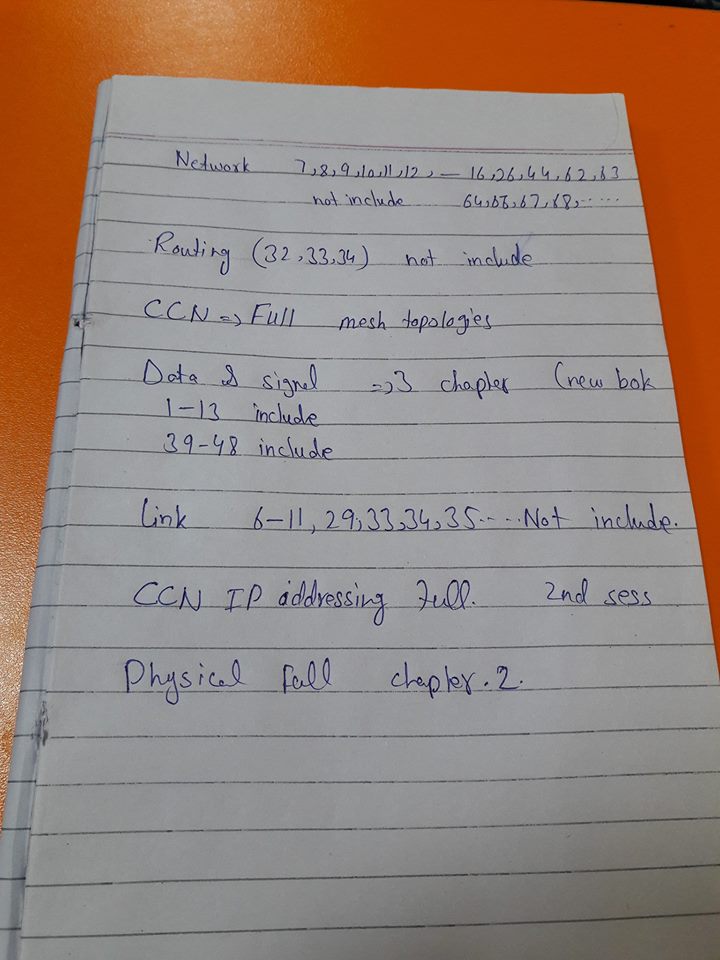 Network 7,8,9,10,11,12, — 16,26,44,62,63
not include 64,66,67,68,.....
Routing (32,33,34) not include
CCN => Full mesh topologies
Data & signel => 3 chapter (new bok
1-13 include
39-48 include
Link 6-11, 29,33,34,35.... Not include.
CCN IP addressing Full. 2nd sess
Physical full chapter.2.